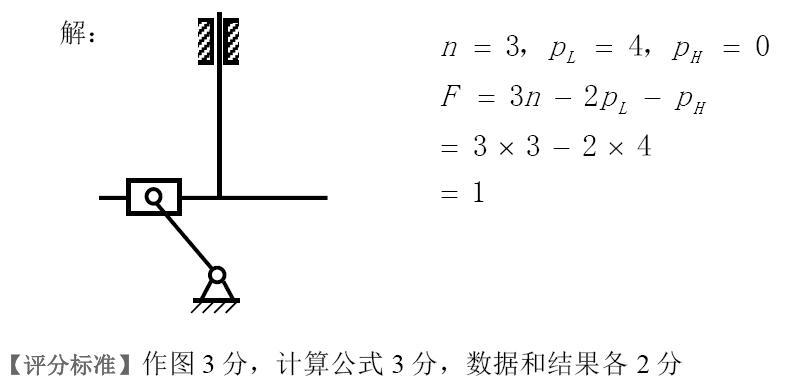 解：
n = 3, p_L = 4, p_H = 0
F = 3n - 2p_L - p_H
= 3 × 3 - 2 × 4
= 1
【评分标准】作图 3 分，计算公式 3 分，数据和结果各 2 分